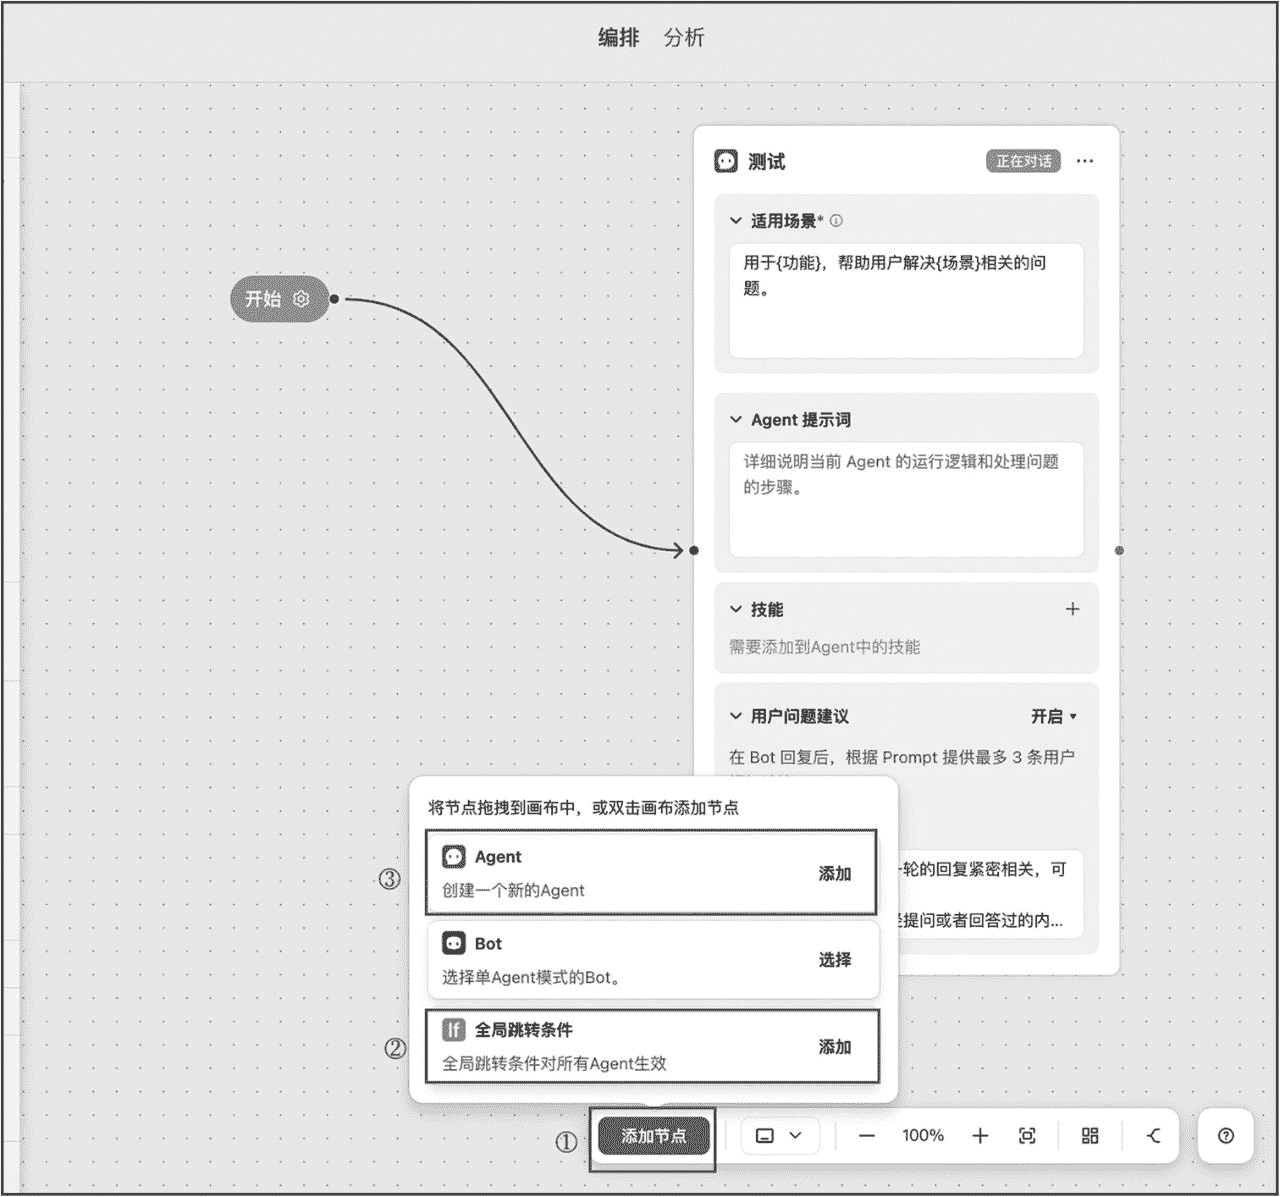 编排 分析
测试 正在对话 ...
适用场景*
用于{功能}，帮助用户解决{场景}相关的问
题。
开始
Agent 提示词
详细说明当前 Agent 的运行逻辑和处理问题
的步骤。
技能 +
需要添加到Agent中的技能
用户问题建议 开启
在 Bot 回复后，根据 Prompt 提供最多 3 条用户
轮的回复紧密相关，可
提问或者回答过的内...
将节点拖拽到画布中，或双击画布添加节点
③
Agent
创建一个新的Agent
添加
Bot
选择单Agent模式的Bot。
选择
②
If 全局跳转条件
全局跳转条件对所有Agent生效
添加
① 添加节点 — 100% +